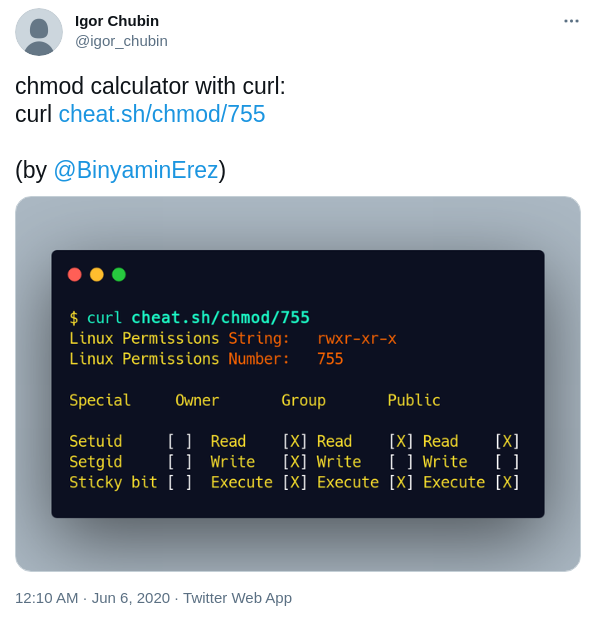 Igor Chubin
@igor_chubin
chmod calculator with curl:
curl cheat.sh/chmod/755
(by @BinyaminErez)
$ curl cheat.sh/chmod/755
Linux Permissions String:   rwxr-xr-x
Linux Permissions Number:   755
Special     Owner       Group       Public
Setuid     [ ]  Read    [X] Read    [X] Read    [X]
Setgid     [ ]  Write   [X] Write   [ ] Write   [ ]
Sticky bit [ ]  Execute [X] Execute [X] Execute [X]
12:10 AM · Jun 6, 2020 · Twitter Web App